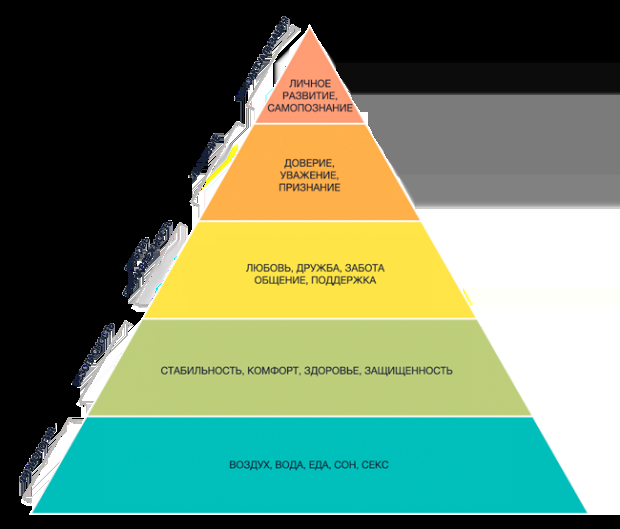 ЛИЧНОЕ
РАЗВИТИЕ,
САМОПОЗНАНИЕ
ДОВЕРИЕ,
УВАЖЕНИЕ,
ПРИЗНАНИЕ
ЛЮБОВЬ, ДРУЖБА, ЗАБОТА
ОБЩЕНИЕ, ПОДДЕРЖКА
СТАБИЛЬНОСТЬ, КОМФОРТ, ЗДОРОВЬЕ, ЗАЩИЩЕННОСТЬ
ВОЗДУХ, ВОДА, ЕДА, СОН, СЕКС